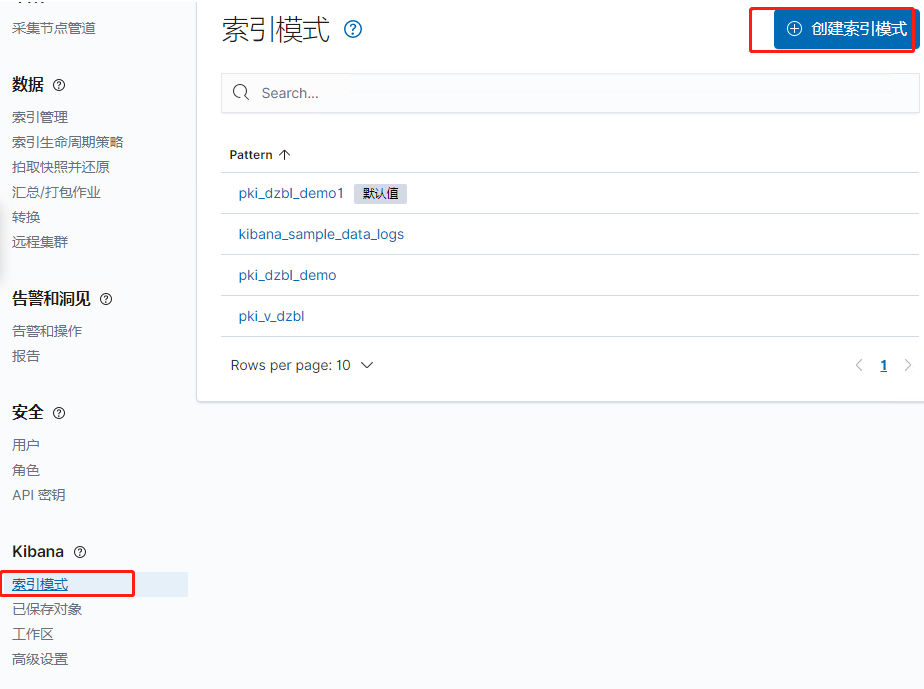 采集节点管道
数据
索引管理
索引生命周期策略
拍取快照并还原
汇总/打包作业
转换
远程集群
告警和洞见
告警和操作
报告
安全
用户
角色
API 密钥
Kibana
索引模式
已保存对象
工作区
高级设置
索引模式
创建索引模式
Search...
Pattern
pki_dzbl_demo1 默认值
kibana_sample_data_logs
pki_dzbl_demo
pki_v_dzbl
Rows per page: 10
1